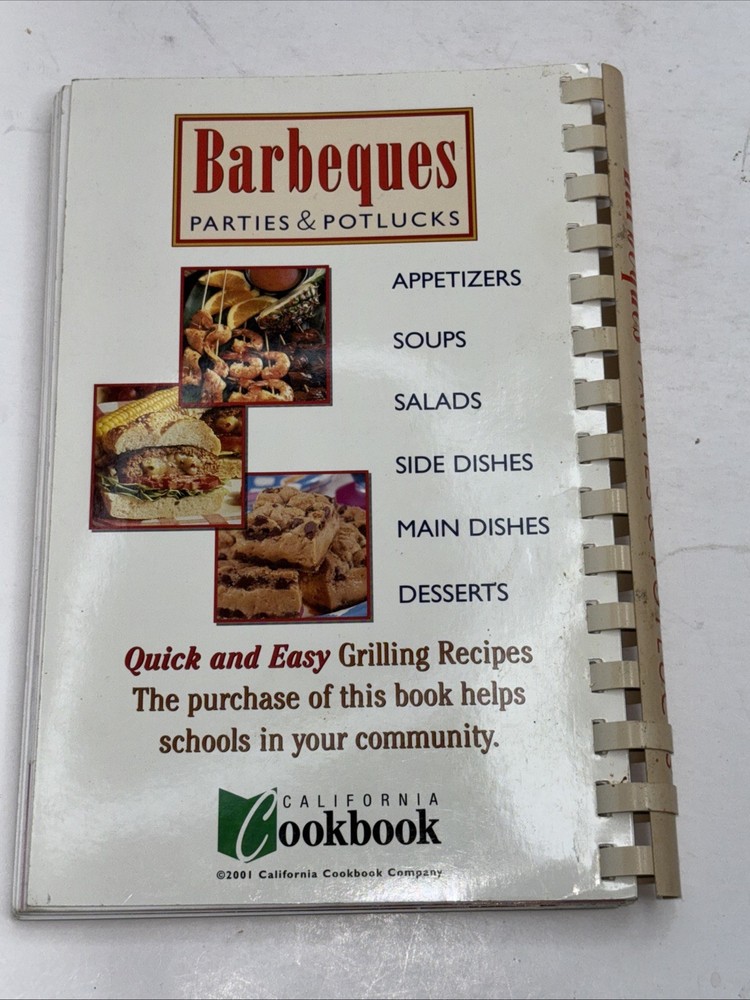 Barbeques
PARTIES & POTLUCKS
APPETIZERS
SOUPS
SALADS
SIDE DISHES
MAIN DISHES
DESSERTS
Quick and Easy Grilling Recipes
The purchase of this book helps
schools in your community.
CALIFORNIA
Cookbook
©2001 California Cookbook Company